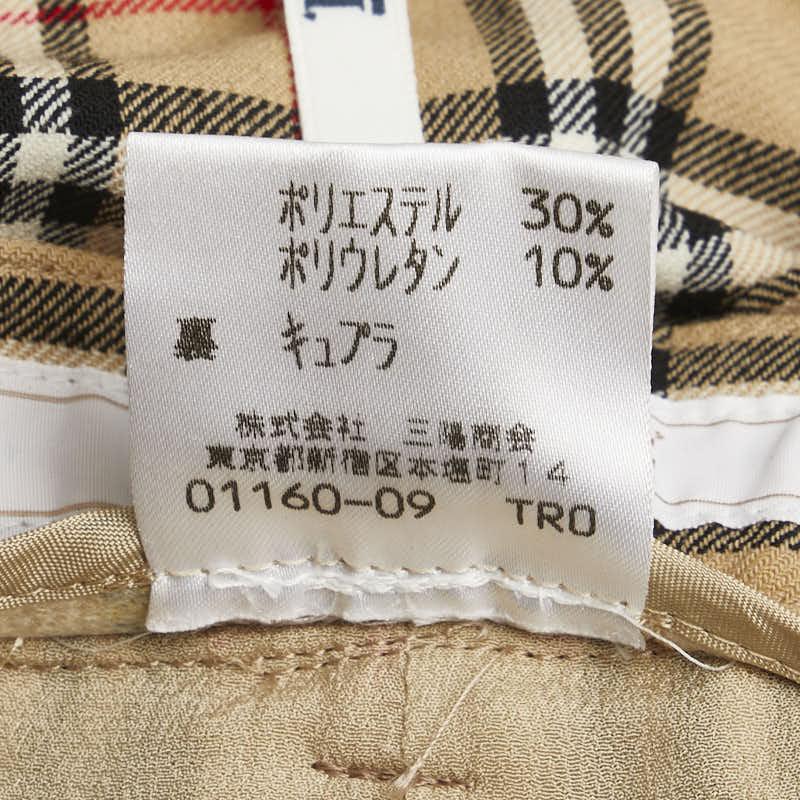 ポリエステル 30%
ポリウレタン 10%
裏 キュプラ
株式会社 三陽商会
東京都新宿区本塩町14
01160-09 TRO